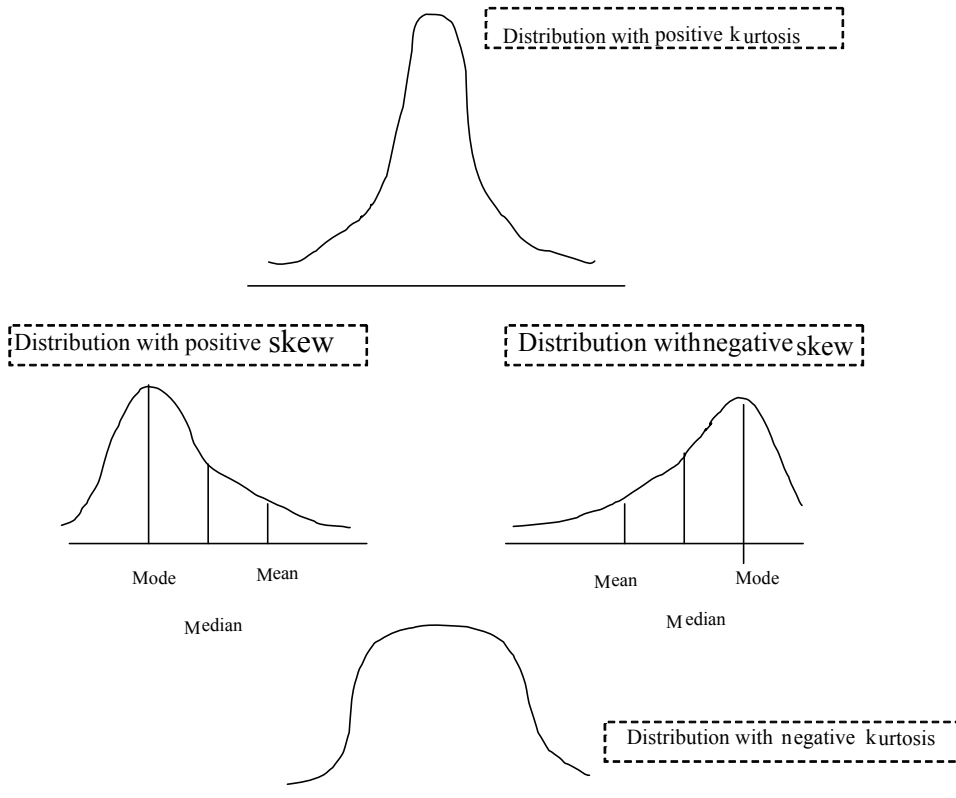 Distribution with positive kurtosis
Distribution with positive skew
Mode
Mean
Median
Distribution withnegative skew
Mean
Mode
Median
Distribution with negative kurtosis